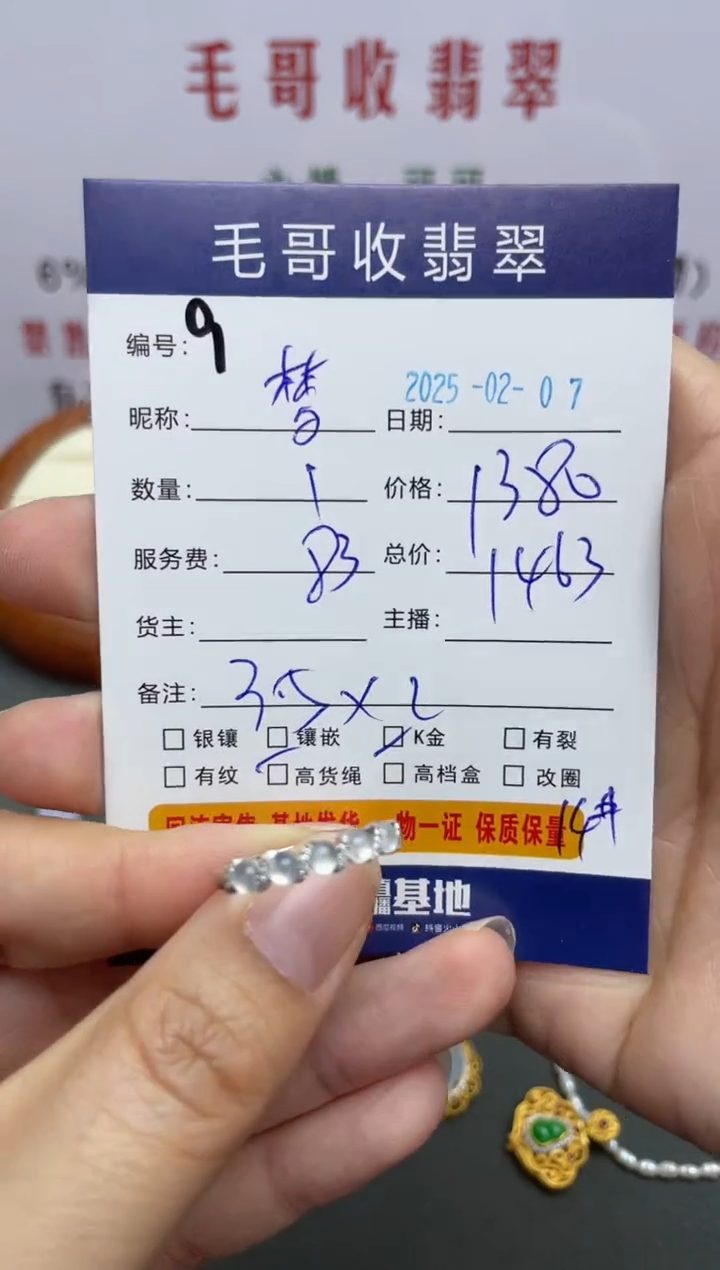 毛哥收翡翠
毛哥收翡翠
编号: 9
昵称: 日期: 2025-02-07
数量: 1 价格: 1380
服务费: 83 总价: 1463
货主: 主播:
备注: 3.5×2
银镶 镶嵌 K金 有裂
有纹 高货绳 高档盒 改圈
物一证 保质保量 14#
播基地